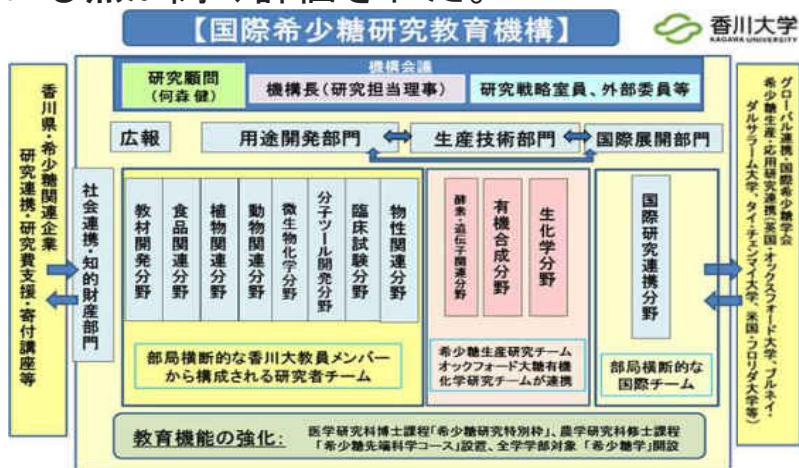 【国際希少糖研究教育機構】
香川大学
KAGAWA UNIVERSITY
機構会議
研究顧問
(何森 健)
機構長(研究担当理事)
研究戦略室員、外部委員等
広報
用途開発部門
生産技術部門
国際展開部門
香川県・希少糖関連企業
研究連携・研究費支援・寄付講座等
社会連携・知的財産部門
教材開発分野
食品関連分野
植物関連分野
動物関連分野
微生物化学分野
分子ツール開発分野
臨床試験分野
物性関連分野
酵素・遺伝子関連分野
有機合成分野
生化学分野
国際研究連携分野
グローバル連携・国際希少糖学会
希少糖生産・応用研究連携(英国・オックスフォード大学、ブルネイ・
ダルサラーム大学、タイ・チェンマイ大学、米国・フロリダ大学等)
部局横断的な香川大教員メンバー
から構成される研究者チーム
希少糖生産研究チーム
オックフォード大糖有機
化学研究チームが連携
部局横断的な
国際チーム
教育機能の強化:
医学研究科博士課程「希少糖研究特別枠」、農学研究科修士課程
「希少糖先端科学コース」設置、全学学部対象「希少糖学」開設